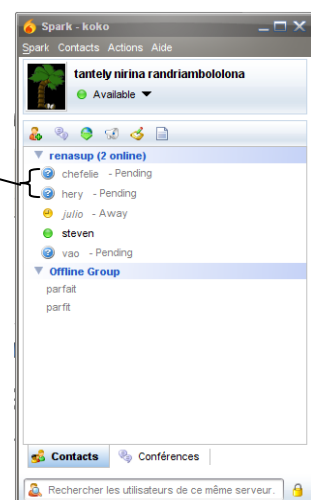 Spark - koko
Spark Contacts Actions Aide
tantely nirina randriambololona
Available
renasup (2 online)
chefelie - Pending
hery - Pending
julio - Away
steven
vao - Pending
Offline Group
parfait
parfit
Contacts Conférences
Rechercher les utilisateurs de ce même serveur.